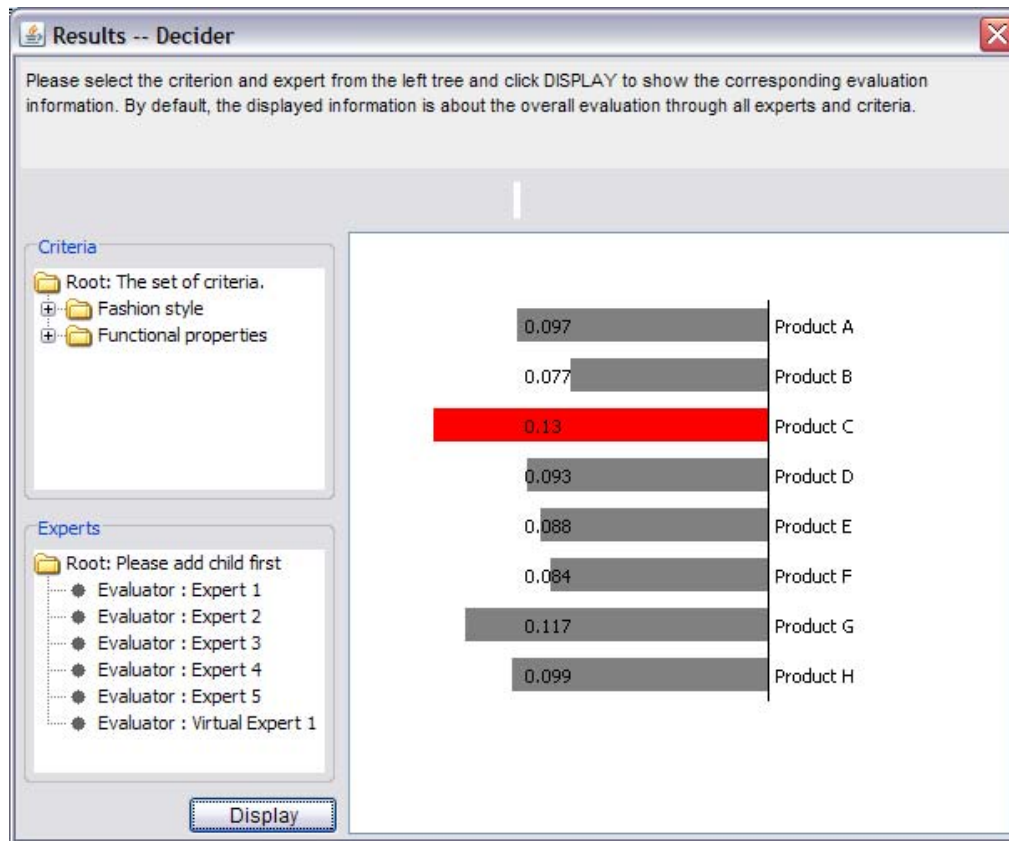 Results -- Decider
Please select the criterion and expert from the left tree and click DISPLAY to show the corresponding evaluation
information. By default, the displayed information is about the overall evaluation through all experts and criteria.
Criteria
Root: The set of criteria.
Fashion style
Functional properties
Experts
Root: Please add child first
Evaluator : Expert 1
Evaluator : Expert 2
Evaluator : Expert 3
Evaluator : Expert 4
Evaluator : Expert 5
Evaluator : Virtual Expert 1
Display
0.097 Product A
0.077 Product B
0.13 Product C
0.093 Product D
0.088 Product E
0.084 Product F
0.117 Product G
0.099 Product H